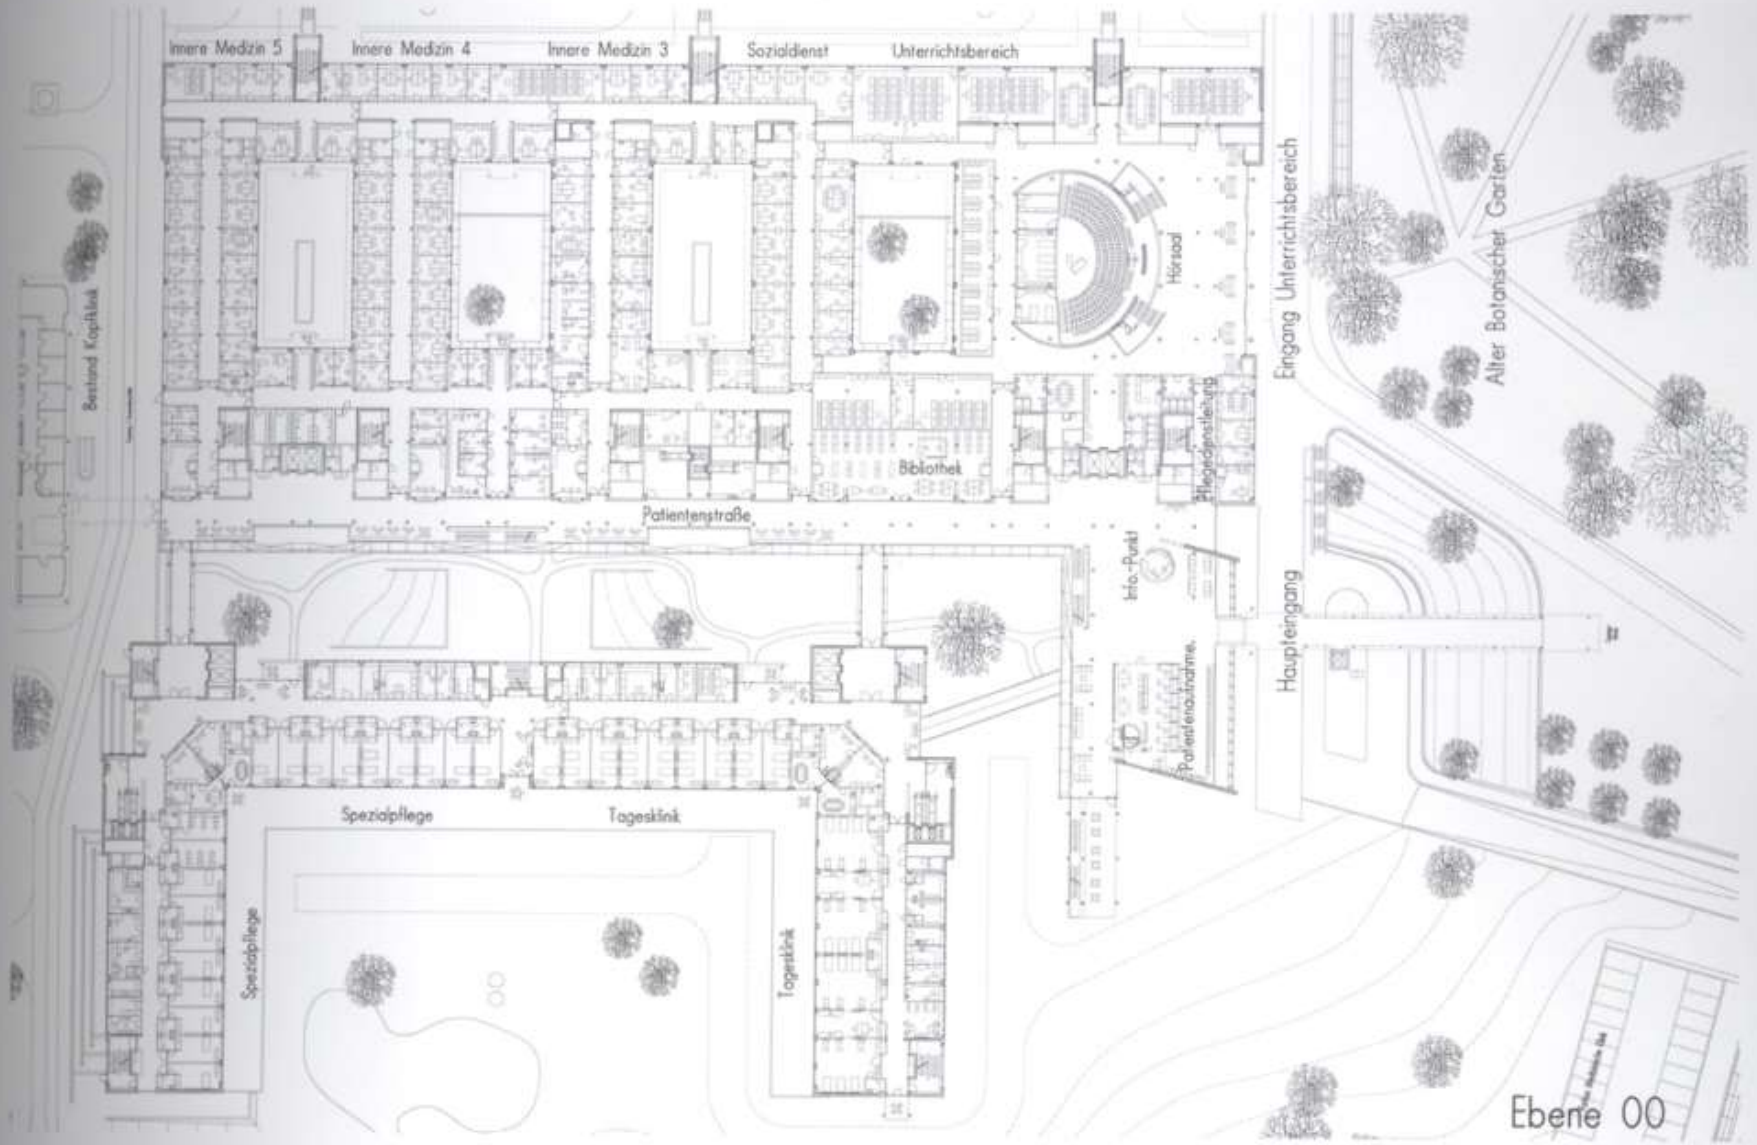 Innere Medizin 5
Innere Medizin 4
Innere Medizin 3
Sozialdienst
Unterrichtsbereich
Bestand Kopfklinik
Hörsaal
Eingang Unterrichtsbereich
Alter Botanischer Garten
Pflegedienstleitung
Bibliothek
Patientenstraße
Info.-Punkt
Haupteingang
Patientenaufnahme.
Spezialpflege
Tagesklinik
Spezialpflege
Tagesklinik
Ebene 00